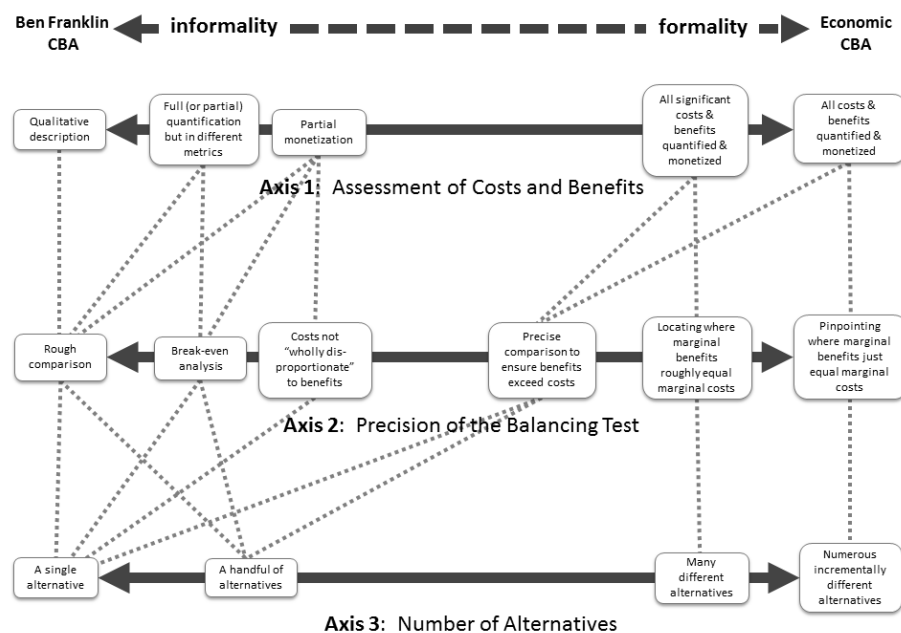 Ben Franklin
CBA
informality
formality
Economic
CBA
Qualitative
description
Full (or partial)
quantification
but in different
metrics
Partial
monetization
All significant
costs &
benefits
quantified &
monetized
All costs &
benefits
quantified &
monetized
Axis 1: Assessment of Costs and Benefits
Rough
comparison
Break-even
analysis
Costs not
“wholly dis-
proportionate”
to benefits
Precise
comparison to
ensure benefits
exceed costs
Locating where
marginal
benefits
roughly equal
marginal costs
Pinpointing
where marginal
benefits just
equal marginal
costs
Axis 2: Precision of the Balancing Test
A single
alternative
A handful of
alternatives
Many
different
alternatives
Numerous
incrementally
different
alternatives
Axis 3: Number of Alternatives